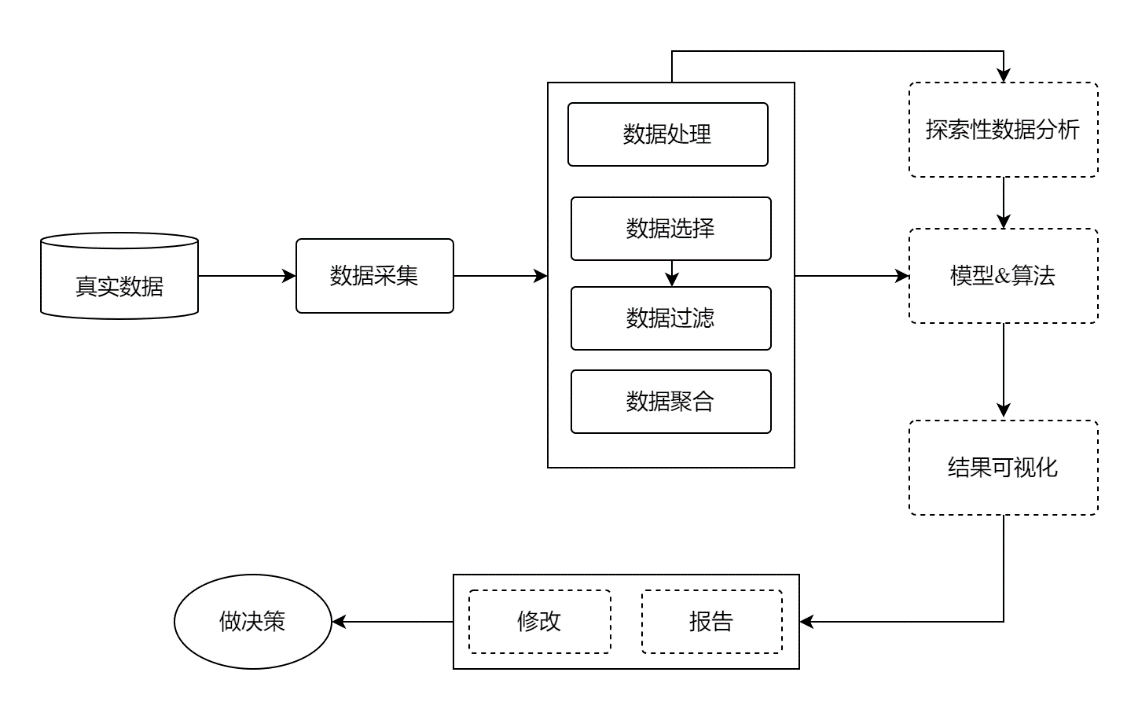 真实数据
数据采集
数据处理
数据选择
数据过滤
数据聚合
探索性数据分析
模型&算法
结果可视化
报告
修改
做决策